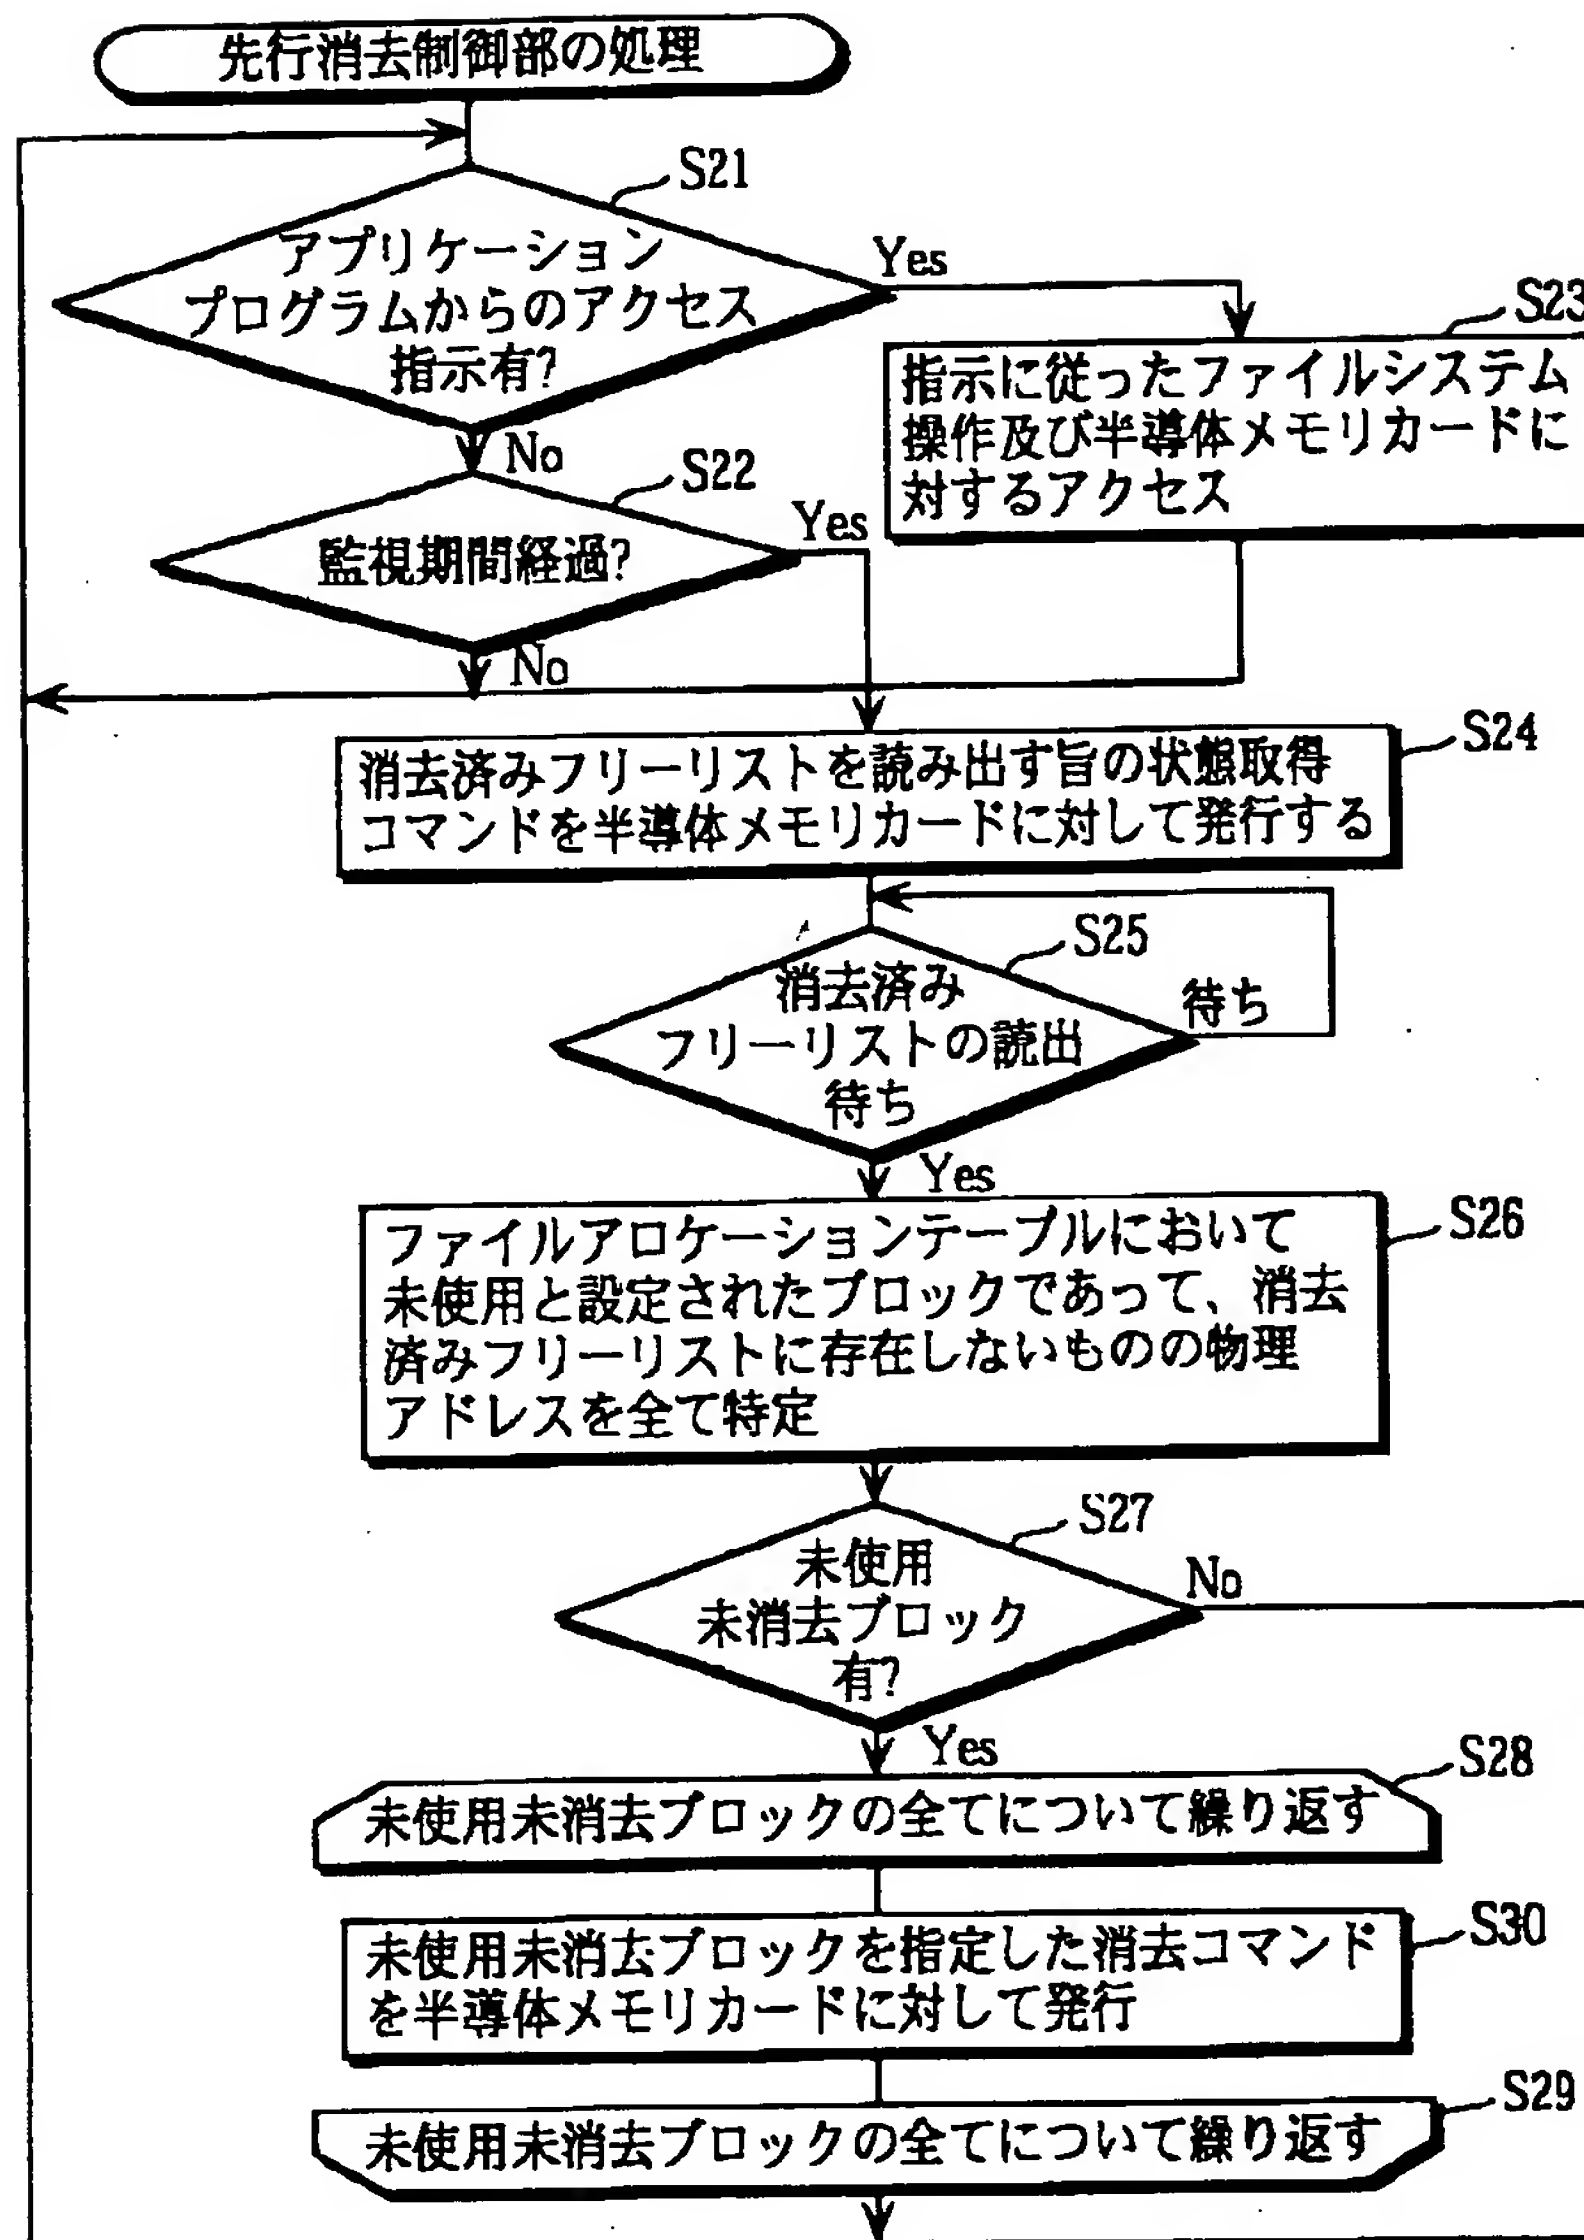 先行消去制御部の処理
S21
アプリケーション
プログラムからのアクセス
指示有?
Yes
No
S23
指示に従ったファイルシステム
操作及び半導体メモリカードに
対するアクセス
S22
監視期間経過?
Yes
No
S24
消去済みフリーリストを読み出す旨の状態取得
コマンドを半導体メモリカードに対して発行する
S25
消去済み
フリーリストの読出
待ち
待ち
Yes
S26
ファイルアロケーションテーブルにおいて
未使用と設定されたブロックであって、消去
済みフリーリストに存在しないものの物理
アドレスを全て特定
S27
未使用
未消去ブロック
有?
No
Yes
S28
未使用未消去ブロックの全てについて繰り返す
S30
未使用未消去ブロックを指定した消去コマンド
を半導体メモリカードに対して発行
S29
未使用未消去ブロックの全てについて繰り返す